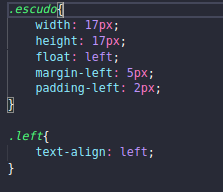 .escudo{
    width: 17px;
    height: 17px;
    float: left;
    margin-left: 5px;
    padding-left: 2px;
}

.left{
    text-align: left;
}